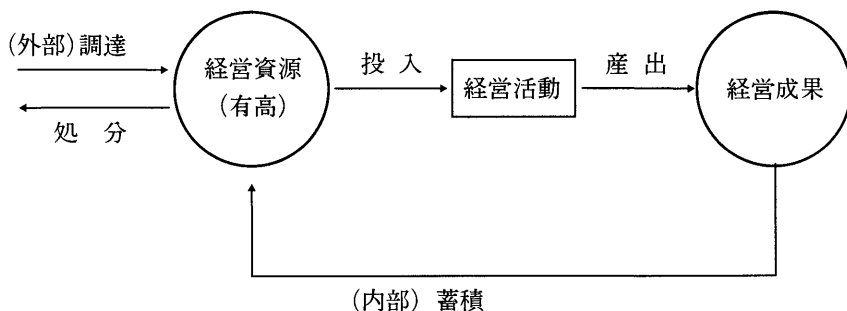 (外部)調達
処 分
経営資源
(有高)
投 入
経営活動
産 出
経営成果
(内部) 蓄積